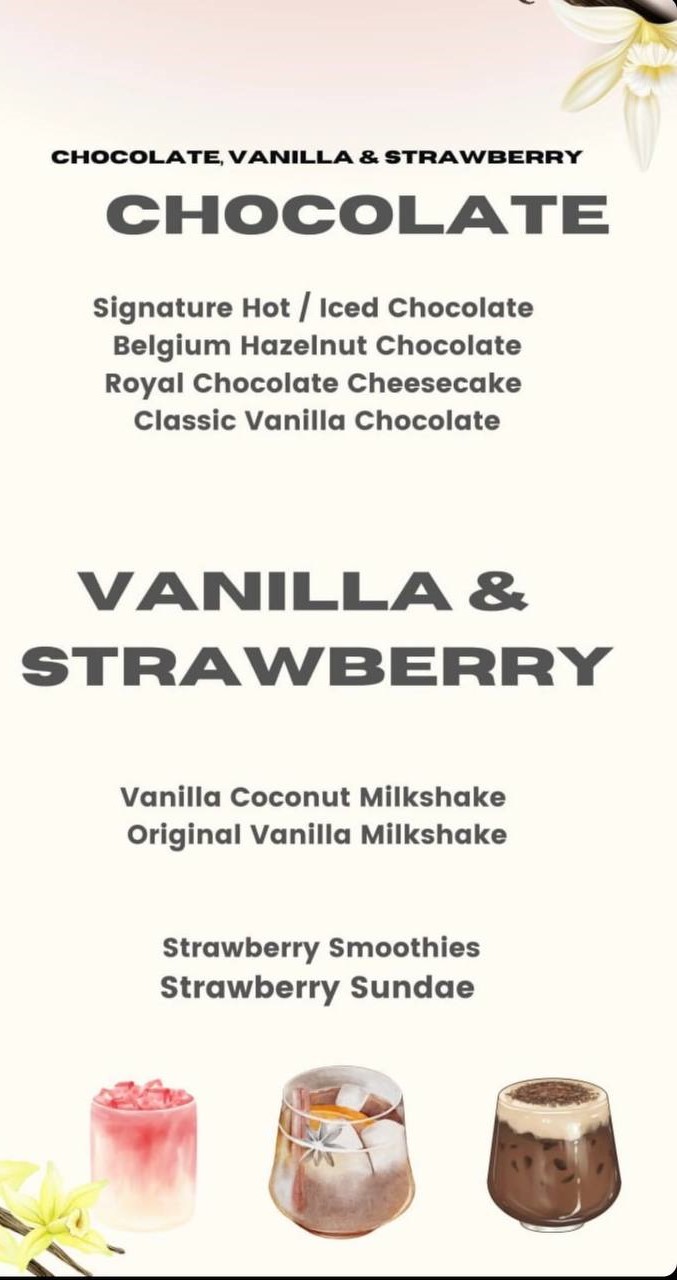 CHOCOLATE, VANILLA & STRAWBERRY
CHOCOLATE
Signature Hot / Iced Chocolate
Belgium Hazelnut Chocolate
Royal Chocolate Cheesecake
Classic Vanilla Chocolate
VANILLA &
STRAWBERRY
Vanilla Coconut Milkshake
Original Vanilla Milkshake
Strawberry Smoothies
Strawberry Sundae